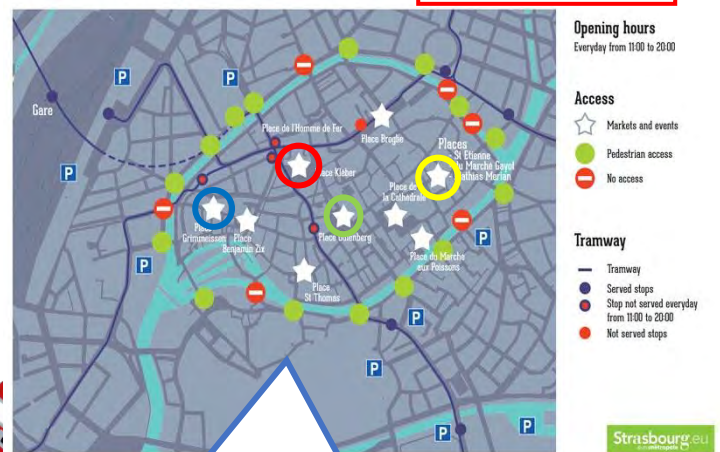 Opening hours
Everyday from 11:00 to 20:00
Access
Markets and events
Pedestrian access
No access
Tramway
Tramway
Served stops
Stop not served everyday
from 11:00 to 20:00
Not served stops
Strasbourg.eu
P
P
P
P
P
P
P
P
P
Gare
Place de l'Homme de Fer
Place Broglie
Place Kléber
Places
St Etienne
du Marché Gayot
Mathias Merian
Place de
la Cathédrale
Place
Grimmeissen
Place
Benjamin Zix
Place Gutenberg
Place du Marché
aux Poissons
Place
St Thomas